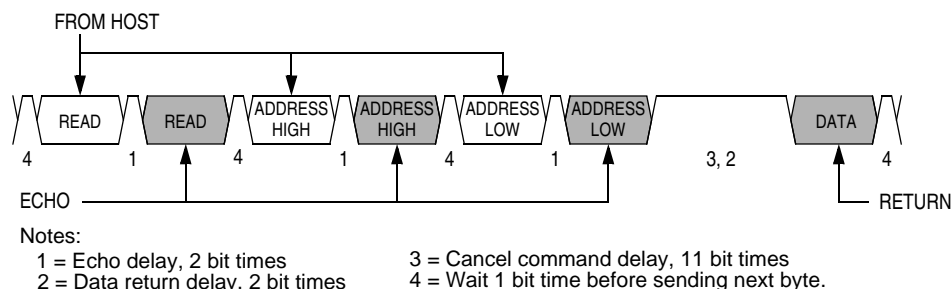 FROM HOST
READ READ ADDRESS HIGH ADDRESS HIGH ADDRESS LOW ADDRESS LOW DATA
4 1 4 1 4 1 3, 2 4
ECHO RETURN
Notes:
1 = Echo delay, 2 bit times
2 = Data return delay, 2 bit times
3 = Cancel command delay, 11 bit times
4 = Wait 1 bit time before sending next byte.